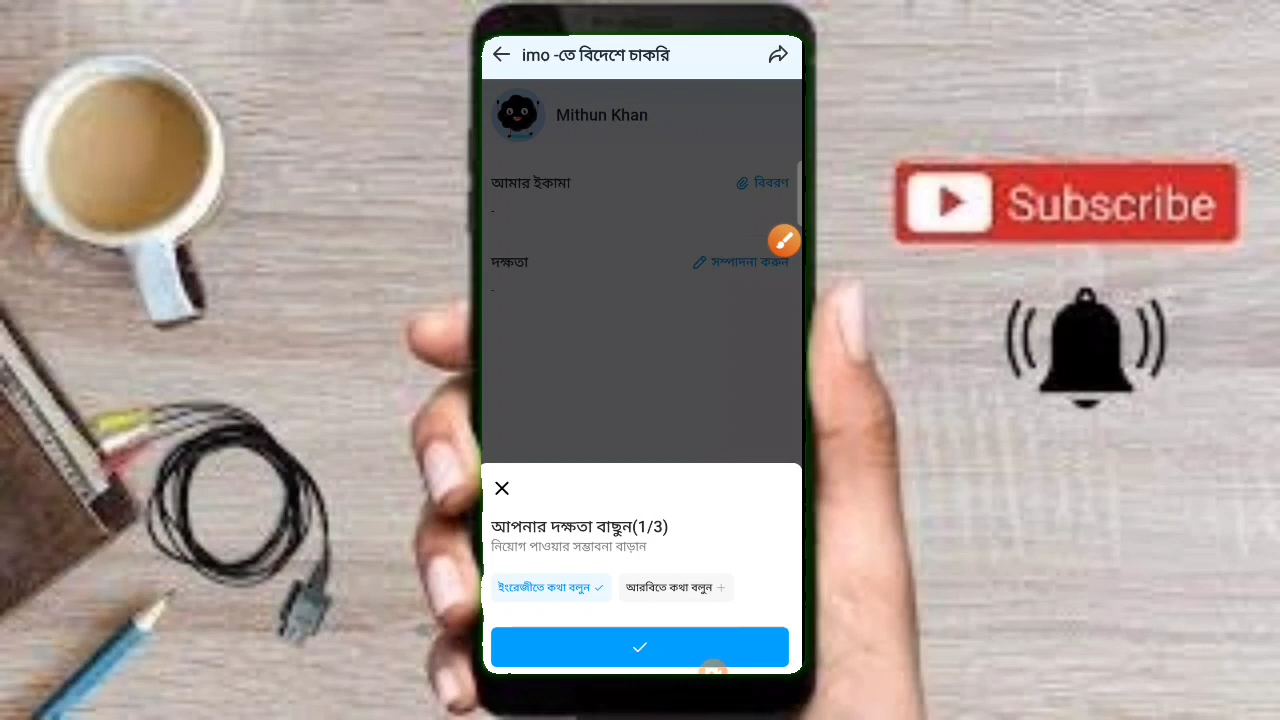 imo -তে বিদেশে চাকরি
Mithun Khan
আমার ইকামা
বিবরণ
-
দক্ষতা
সম্পাদনা করুন
-
আপনার দক্ষতা বাছুন(1/3)
নিয়োগ পাওয়ার সম্ভাবনা বাড়ান
ইংরেজীতে কথা বলুন
আরবিতে কথা বলুন
Subscribe